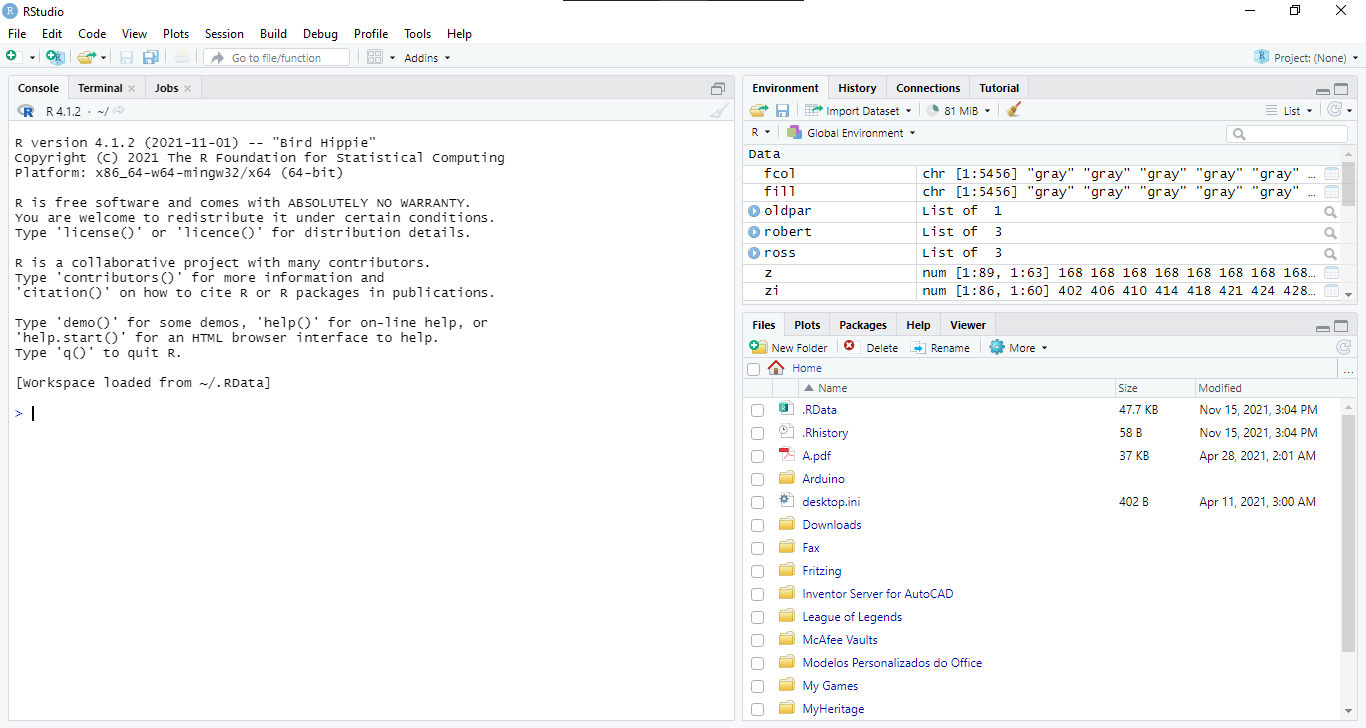 RStudio
File Edit Code View Plots Session Build Debug Profile Tools Help
Go to file/function Addins Project: (None)
Console Terminal Jobs
R 4.1.2 · ~/
R version 4.1.2 (2021-11-01) -- "Bird Hippie"
Copyright (C) 2021 The R Foundation for Statistical Computing
Platform: x86_64-w64-mingw32/x64 (64-bit)
R is free software and comes with ABSOLUTELY NO WARRANTY.
You are welcome to redistribute it under certain conditions.
Type 'license()' or 'licence()' for distribution details.
R is a collaborative project with many contributors.
Type 'contributors()' for more information and
'citation()' on how to cite R or R packages in publications.
Type 'demo()' for some demos, 'help()' for on-line help, or
'help.start()' for an HTML browser interface to help.
Type 'q()' to quit R.
[Workspace loaded from ~/.RData]
>
Environment History Connections Tutorial
Import Dataset 81 MiB List
R Global Environment
Data
fcol chr [1:5456] "gray" "gray" "gray" "gray" "gray" ...
fill chr [1:5456] "gray" "gray" "gray" "gray" "gray" ...
oldpar List of 1
robert List of 3
ross List of 3
z num [1:89, 1:63] 168 168 168 168 168 168 168 168...
zi num [1:86, 1:60] 402 406 410 414 418 421 424 428...
Files Plots Packages Help Viewer
New Folder Delete Rename More
Home ...
Name Size Modified
.RData 47.7 KB Nov 15, 2021, 3:04 PM
.Rhistory 58 B Nov 15, 2021, 3:04 PM
A.pdf 37 KB Apr 28, 2021, 2:01 AM
Arduino
desktop.ini 402 B Apr 11, 2021, 3:00 AM
Downloads
Fax
Fritzing
Inventor Server for AutoCAD
League of Legends
McAfee Vaults
Modelos Personalizados do Office
My Games
MyHeritage